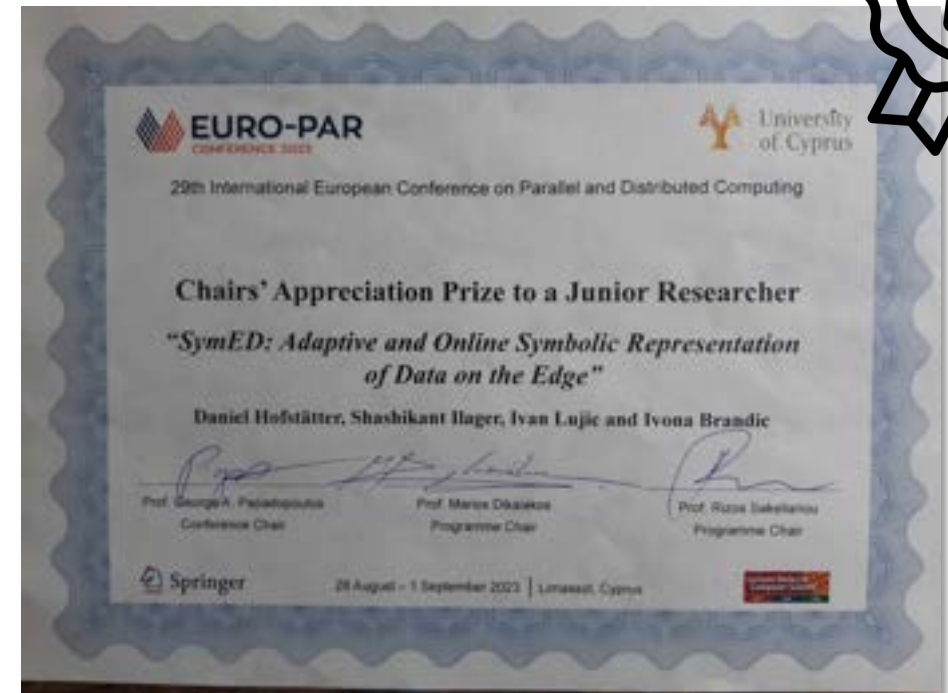 EURO-PAR
CONFERENCE 2023
University
of Cyprus
29th International European Conference on Parallel and Distributed Computing
Chairs' Appreciation Prize to a Junior Researcher
"SymED: Adaptive and Online Symbolic Representation
of Data on the Edge"
Daniel Hofstätter, Shashikant Ilager, Ivan Lujic and Ivona Brandic
Prof. George A. Papadopoulos
Conference Chair
Prof. Marios Dikaiakos
Programme Chair
Prof. Rizos Sakellariou
Programme Chair
Springer
28 August – 1 September 2023 | Limassol, Cyprus